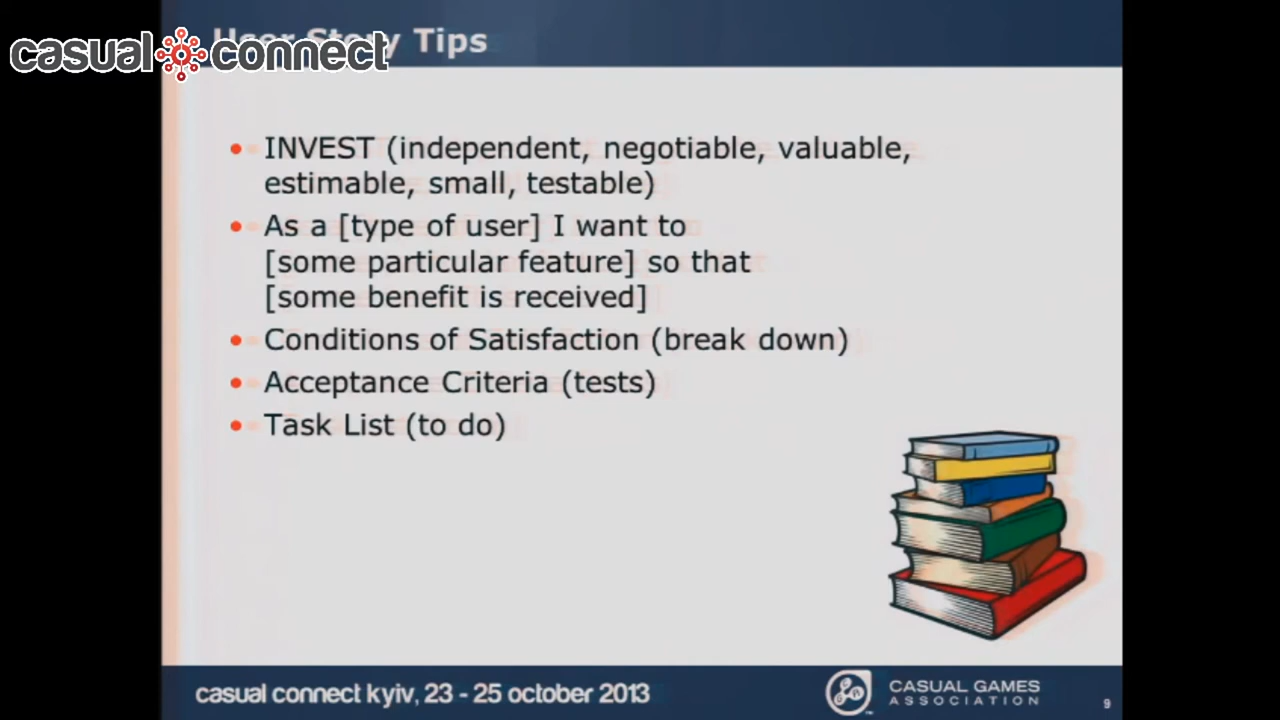 User Story Tips
casual connect
• INVEST (independent, negotiable, valuable,
estimable, small, testable)
• As a [type of user] I want to
[some particular feature] so that
[some benefit is received]
• Conditions of Satisfaction (break down)
• Acceptance Criteria (tests)
• Task List (to do)
casual connect kyiv, 23 - 25 october 2013
CASUAL GAMES
ASSOCIATION
9